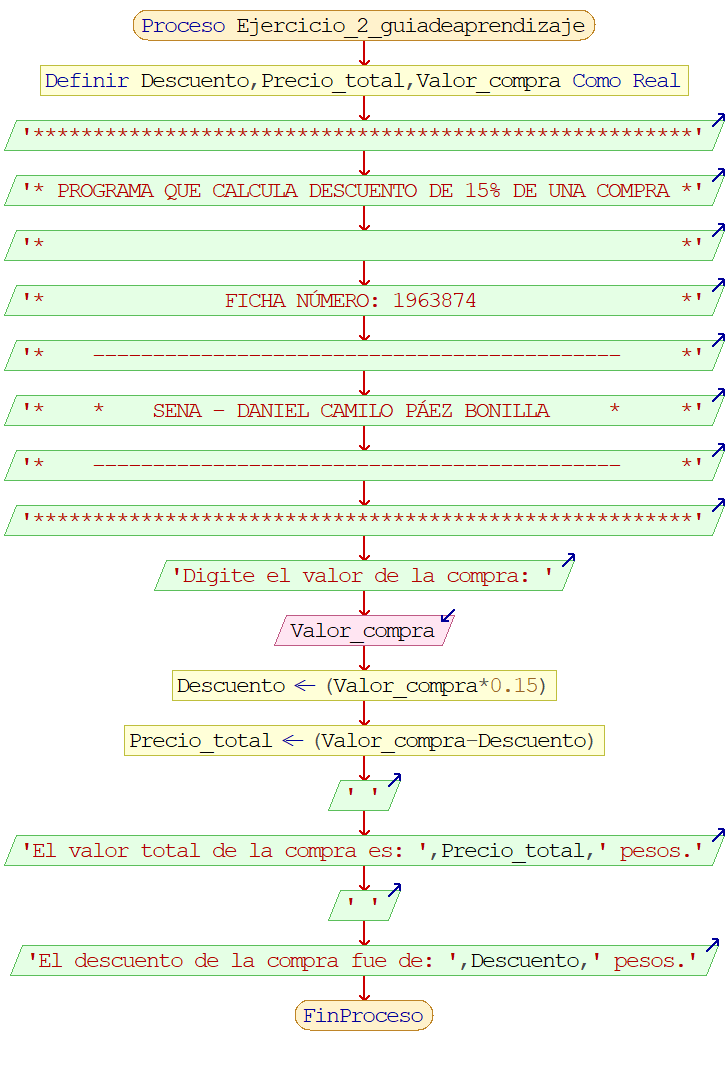 Proceso Ejercicio_2_guiadeaprendizaje
Definir Descuento,Precio_total,Valor_compra Como Real
'*******************************************************'
'* PROGRAMA QUE CALCULA DESCUENTO DE 15% DE UNA COMPRA *'
'*                                                     *'
'*               FICHA NÚMERO: 1963874                 *'
'*    --------------------------------------------     *'
'*    *    SENA - DANIEL CAMILO PÁEZ BONILLA     *     *'
'*    --------------------------------------------     *'
'*******************************************************'
'Digite el valor de la compra: '
Valor_compra
Descuento ← (Valor_compra*0.15)
Precio_total ← (Valor_compra-Descuento)
' '
'El valor total de la compra es: ',Precio_total,' pesos.'
' '
'El descuento de la compra fue de: ',Descuento,' pesos.'
FinProceso